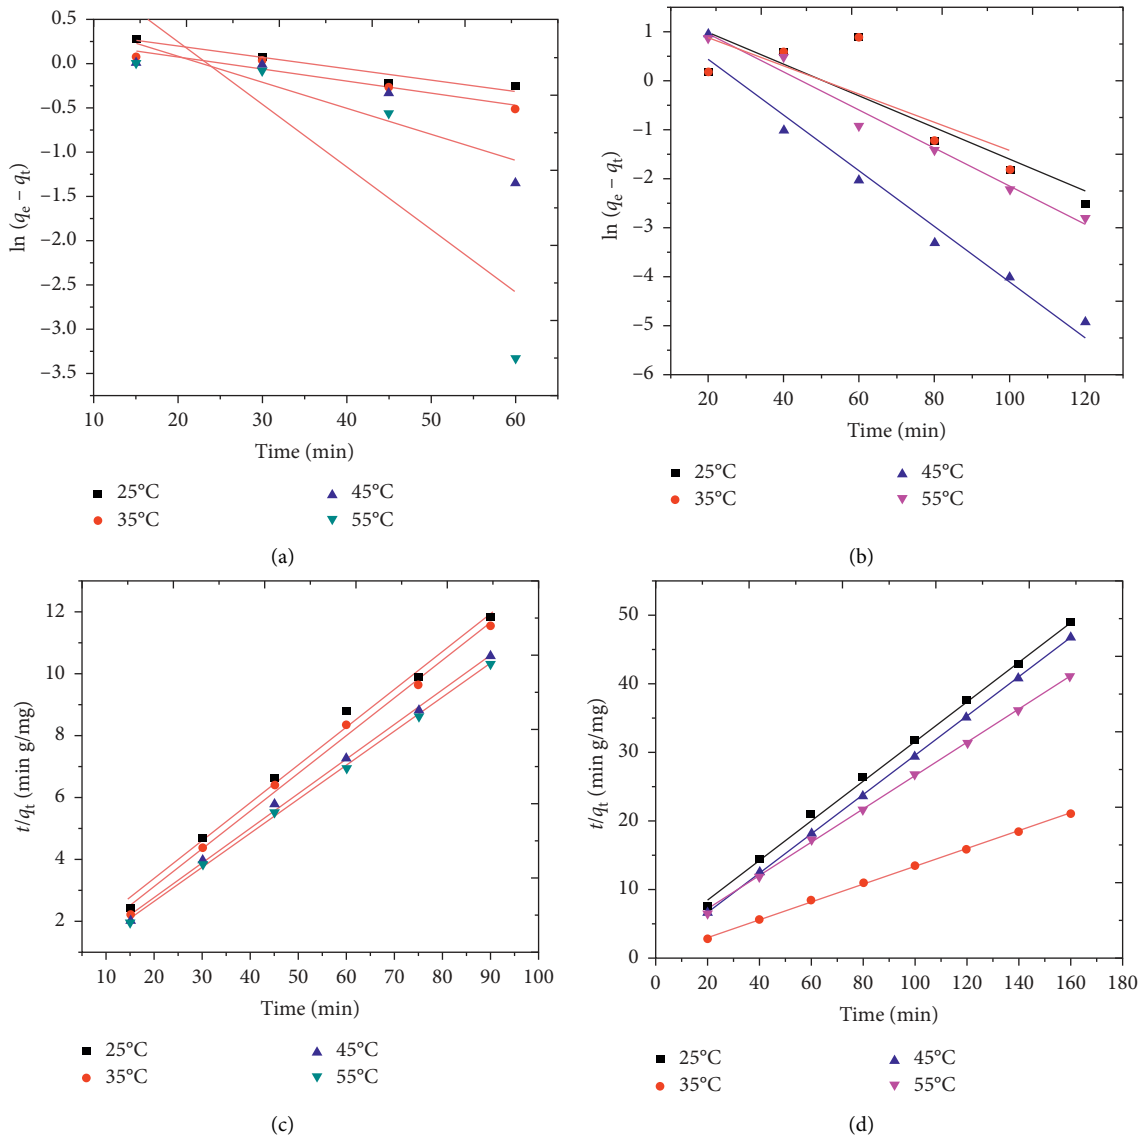 0.5
0.0
−0.5
−1.0
−1.5
−2.0
−2.5
−3.0
−3.5
ln (qe – qt)
10 20 30 40 50 60
Time (min)
25°C 45°C
35°C 55°C
(a)
1
0
−1
−2
−3
−4
−5
−6
ln (qe – qt)
20 40 60 80 100 120
Time (min)
25°C 45°C
35°C 55°C
(b)
12
10
8
6
4
2
t/qt (min g/mg)
10 20 30 40 50 60 70 80 90 100
Time (min)
25°C 45°C
35°C 55°C
(c)
50
40
30
20
10
0
t/qt (min g/mg)
0 20 40 60 80 100 120 140 160 180
Time (min)
25°C 45°C
35°C 55°C
(d)